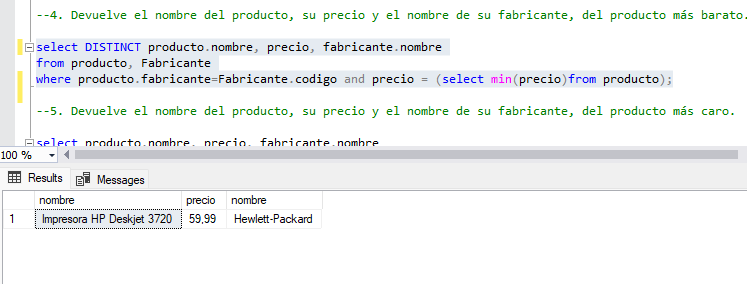 --4. Devuelve el nombre del producto, su precio y el nombre de su fabricante, del producto más barato.
select DISTINCT producto.nombre, precio, fabricante.nombre
from producto, Fabricante
where producto.fabricante=Fabricante.codigo and precio = (select min(precio)from producto);
--5. Devuelve el nombre del producto, su precio y el nombre de su fabricante, del producto más caro.
select producto.nombre, precio, fabricante.nombre
100 %
Results Messages
nombre precio nombre
1 Impresora HP Deskjet 3720 59,99 Hewlett-Packard